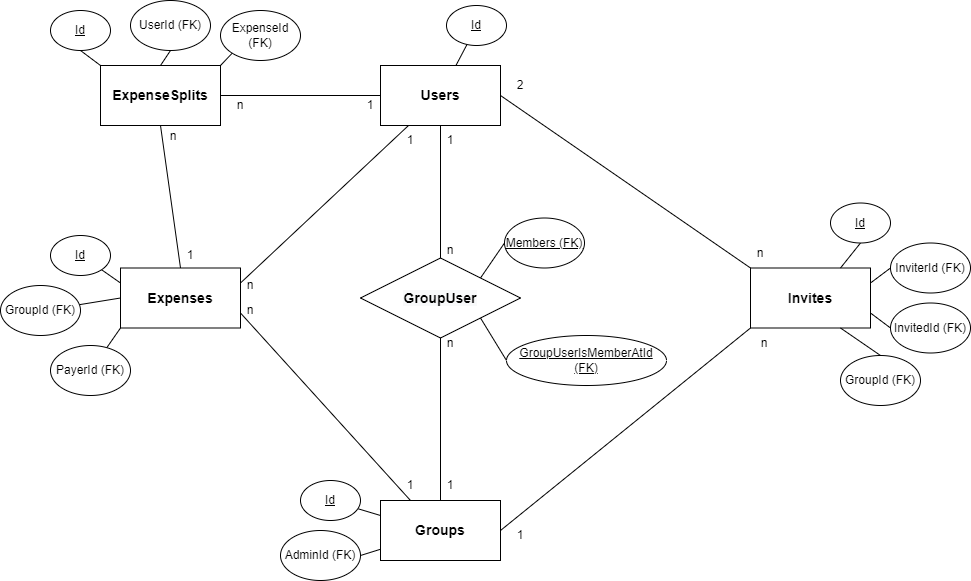 Id
UserId (FK)
ExpenseId
(FK)
Id
ExpenseSplits
Users
n
1
2
n
1
1
Id
Members (FK)
Id
1
n
n
InviterId (FK)
GroupId (FK)
Expenses
n
n
GroupUser
Invites
InvitedId (FK)
PayerId (FK)
n
GroupUserIsMemberAtId
(FK)
n
GroupId (FK)
Id
1
1
Groups
1
AdminId (FK)